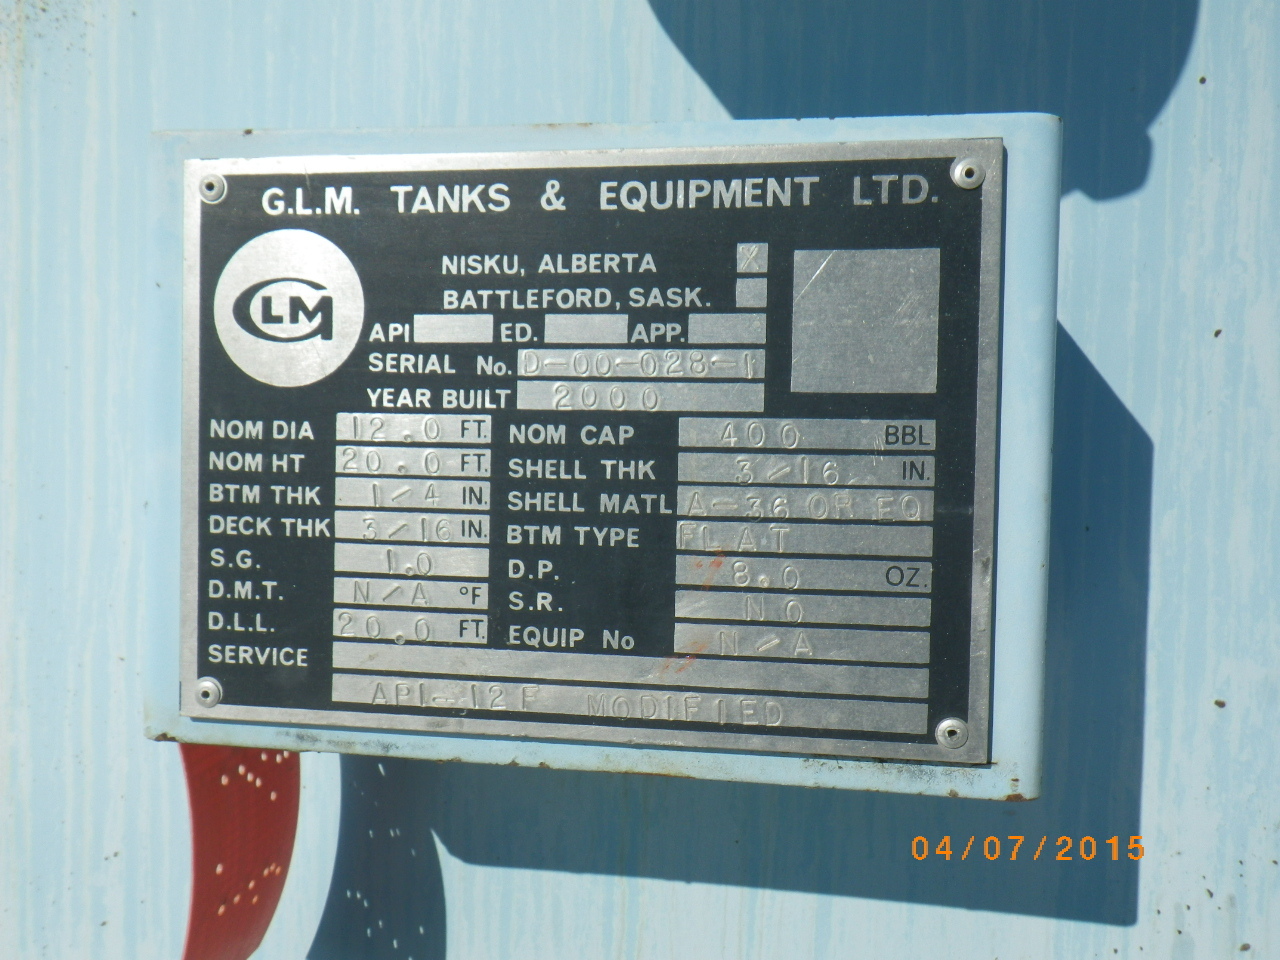 G.L.M. TANKS & EQUIPMENT LTD.
GLM
NISKU, ALBERTA X
BATTLEFORD, SASK.
API ED. APP.
SERIAL No. D-00-028-1
YEAR BUILT 2000
NOM DIA 12.0 FT. NOM CAP 400 BBL
NOM HT 20.0 FT. SHELL THK 3/16 IN.
BTM THK 1/4 IN. SHELL MATL A-36 OR EQ
DECK THK 3/16 IN. BTM TYPE FLAT
S.G. 1.0 D.P. 8.0 OZ.
D.M.T. N/A °F S.R. NO
D.L.L. 20.0 FT. EQUIP No N/A
SERVICE
API-12F MODIFIED
04/07/2015